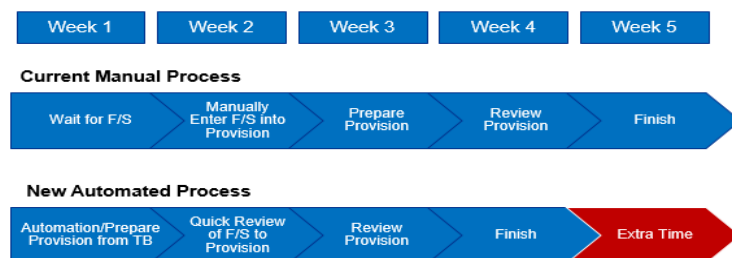 Week 1 Week 2 Week 3 Week 4 Week 5
Current Manual Process
Wait for F/S
Manually
Enter F/S into
Provision
Prepare
Provision
Review
Provision
Finish
New Automated Process
Automation/Prepare
Provision from TB
Quick Review
of F/S to
Provision
Review
Provision
Finish
Extra Time